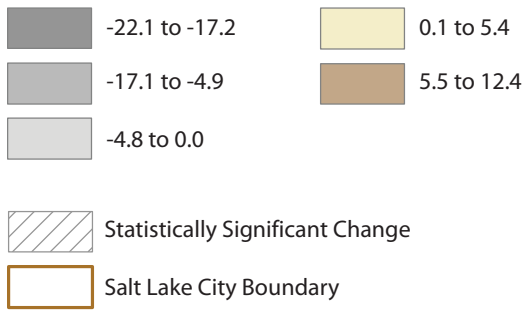 -22.1 to -17.2
-17.1 to -4.9
-4.8 to 0.0
0.1 to 5.4
5.5 to 12.4
Statistically Significant Change
Salt Lake City Boundary